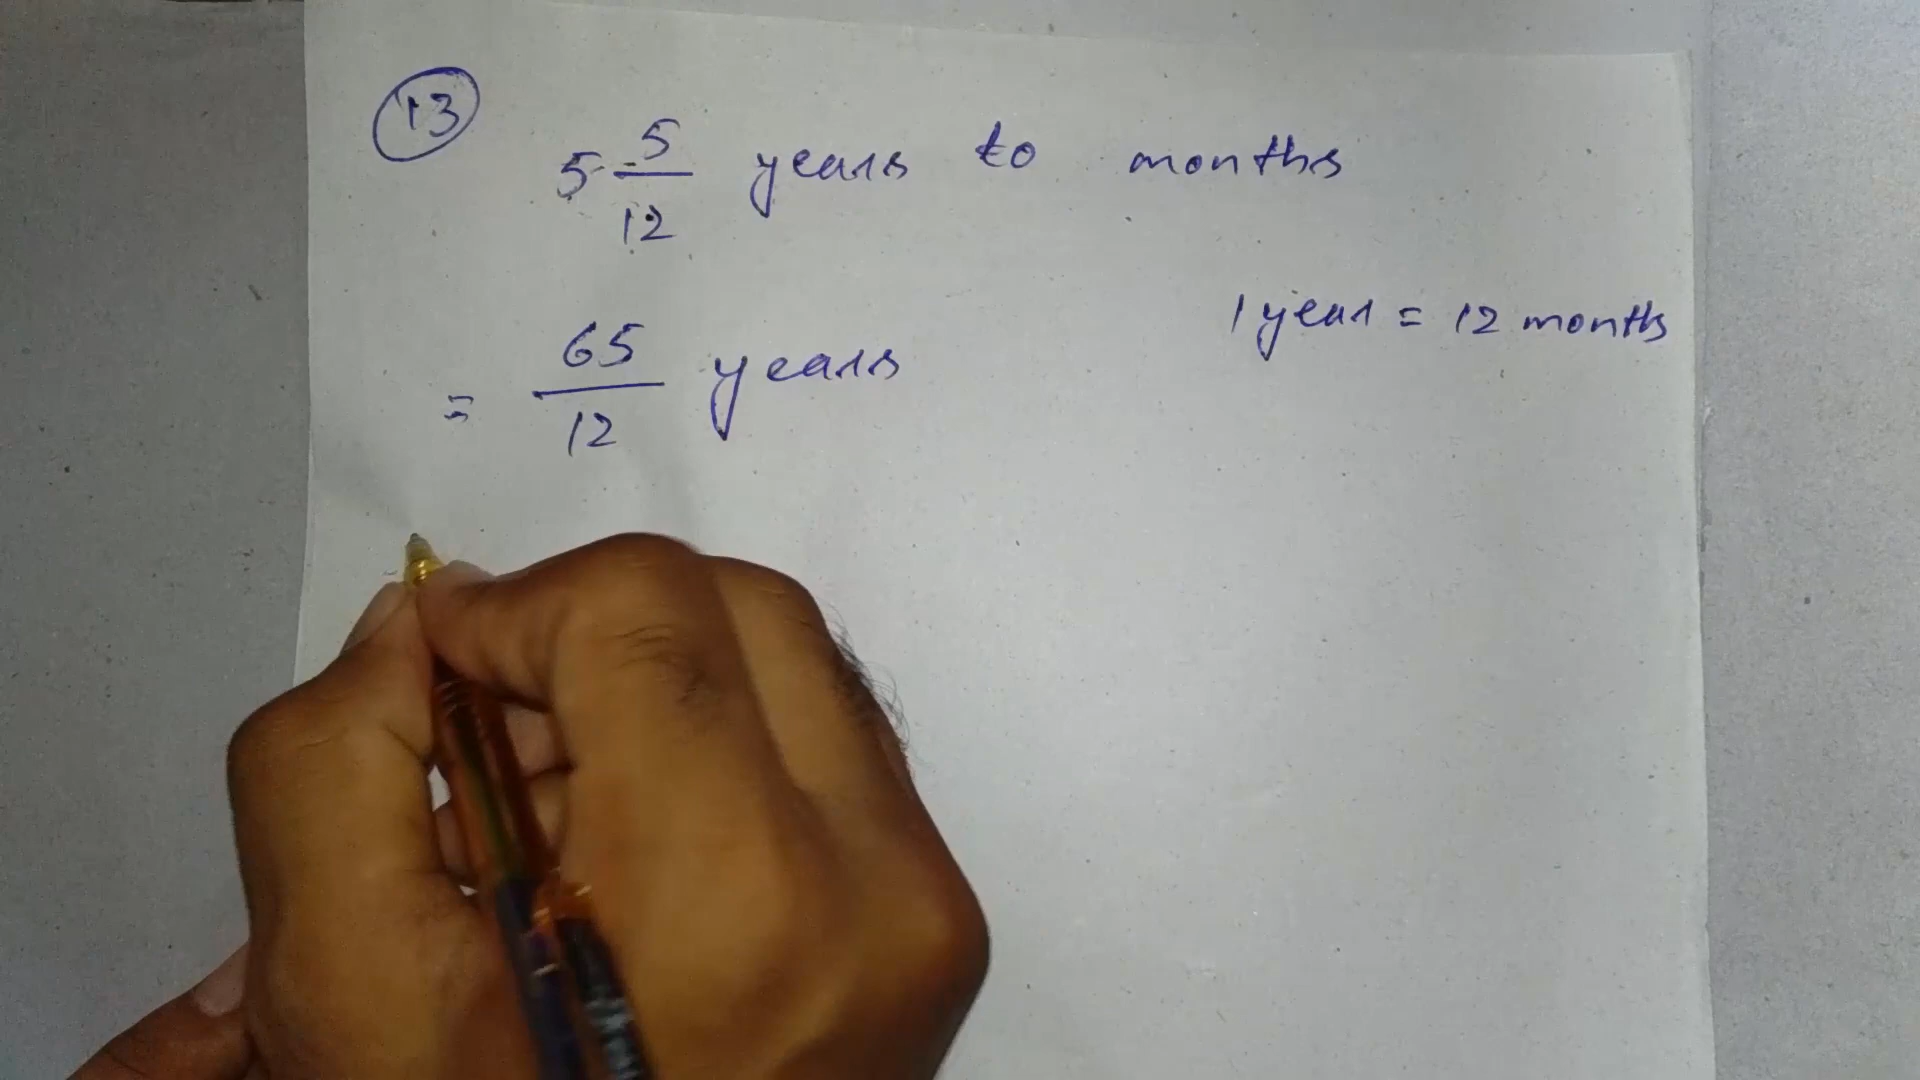 13
5 5/12 years to months
1 year = 12 months
= 65/12 years